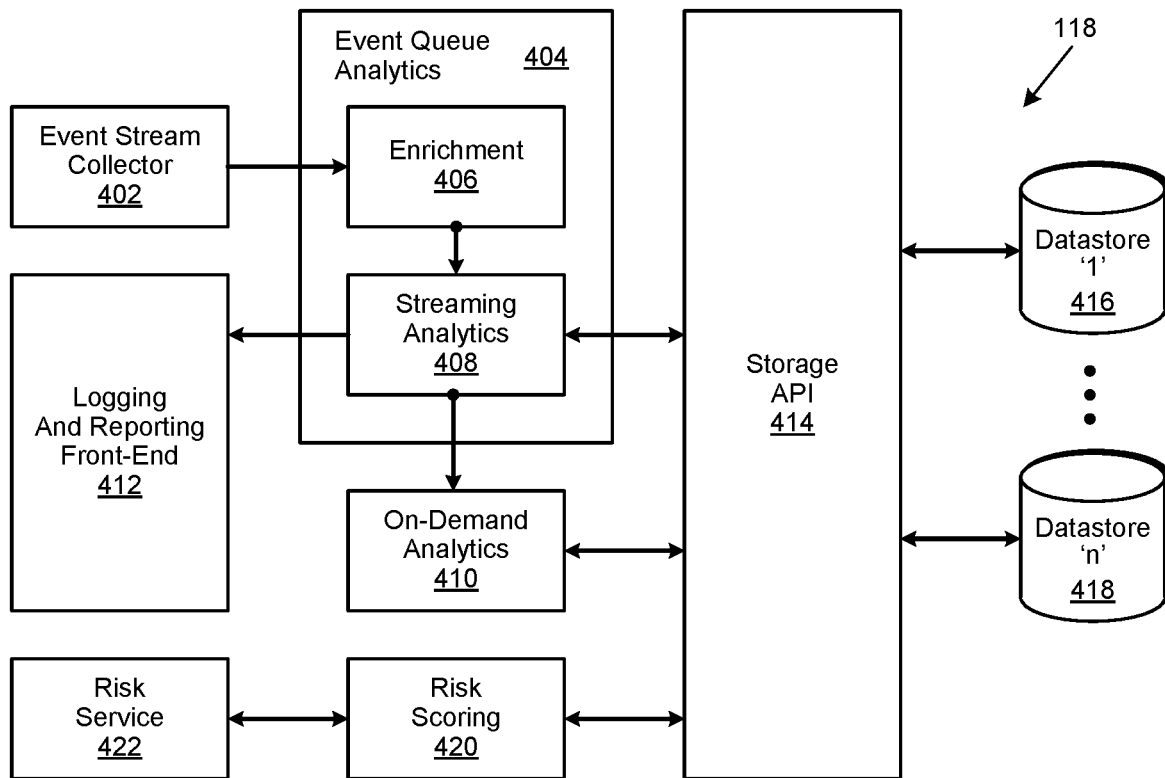 Event Queue
Analytics
404
118
Event Stream
Collector
402
Enrichment
406
Streaming
Analytics
408
Logging
And Reporting
Front-End
412
On-Demand
Analytics
410
Risk
Service
422
Risk
Scoring
420
Storage
API
414
Datastore
‘1’
416
Datastore
‘n’
418